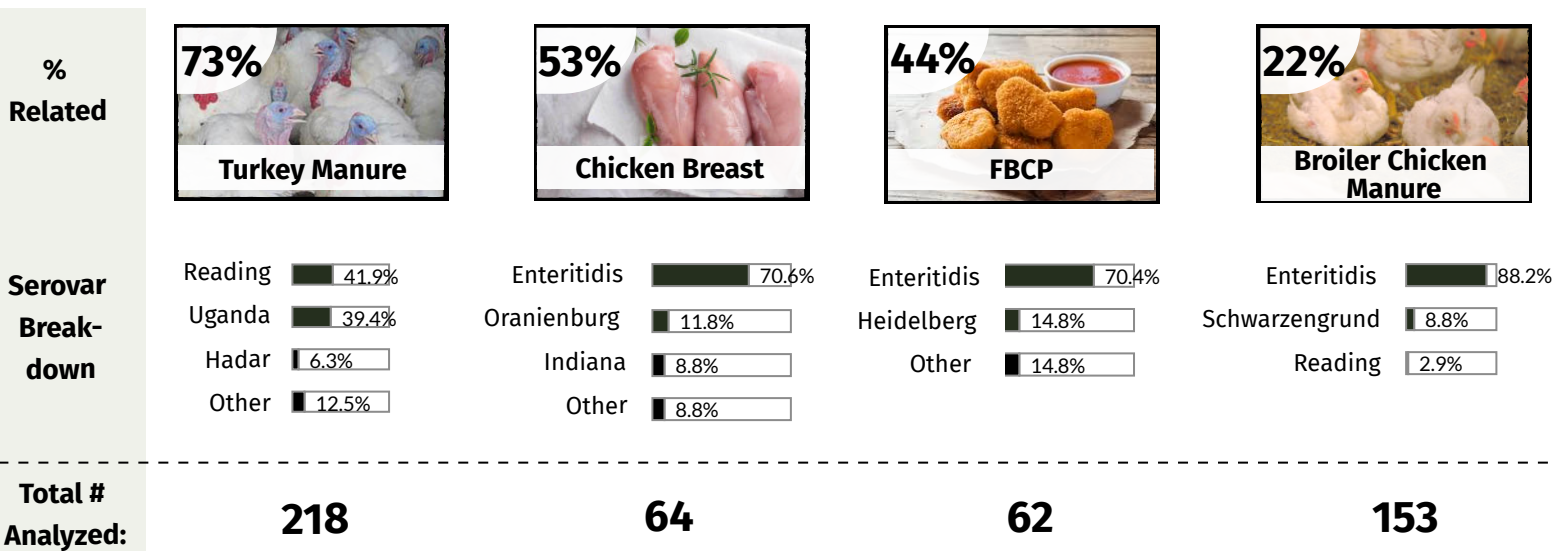 %
Related
73%
Turkey Manure
53%
Chicken Breast
44%
FBCP
22%
Broiler Chicken
Manure
Serovar
Break-
down
Reading 41.9%
Uganda 39.4%
Hadar 6.3%
Other 12.5%
Enteritidis 70.6%
Oranienburg 11.8%
Indiana 8.8%
Other 8.8%
Enteritidis 70.4%
Heidelberg 14.8%
Other 14.8%
Enteritidis 88.2%
Schwarzengrund 8.8%
Reading 2.9%
Total #
Analyzed:
218
64
62
153